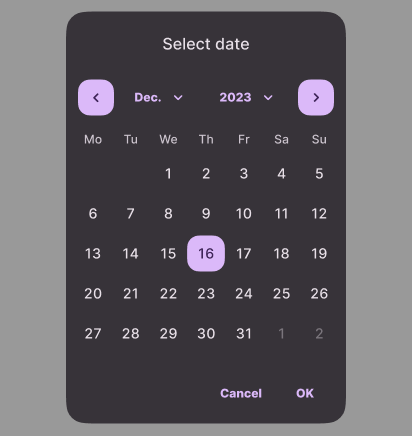 Select date
Dec. 2023
Mo Tu We Th Fr Sa Su
1 2 3 4 5
6 7 8 9 10 11 12
13 14 15 16 17 18 19
20 21 22 23 24 25 26
27 28 29 30 31 1 2
Cancel OK